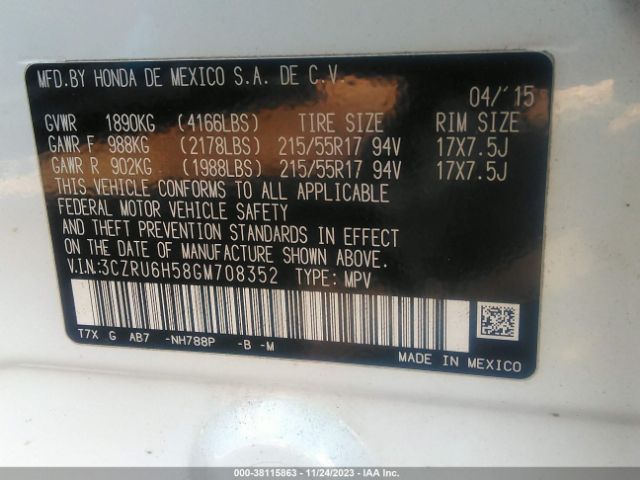 MFD.BY HONDA DE MEXICO S.A. DE C.V.
04/'15
GVWR 1890KG (4166LBS) TIRE SIZE RIM SIZE
GAWR F 988KG (2178LBS) 215/55R17 94V 17X7.5J
GAWR R 902KG (1988LBS) 215/55R17 94V 17X7.5J
THIS VEHICLE CONFORMS TO ALL APPLICABLE
FEDERAL MOTOR VEHICLE SAFETY
AND THEFT PREVENTION STANDARDS IN EFFECT
ON THE DATE OF MANUFACTURE SHOWN ABOVE.
V.I.N.:3CZRU6H58GM708352 TYPE: MPV
T7X G AB7 -NH788P -B -M
MADE IN MEXICO
000-38115863 - 11/24/2023 - IAAI.COM